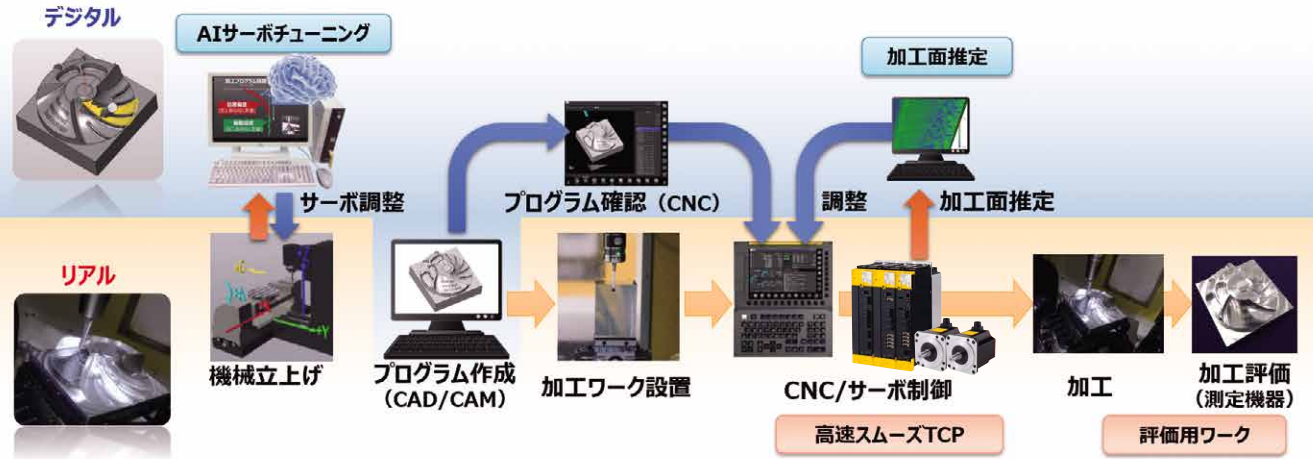 デジタル
AIサーボチューニング
加工面推定
サーボ調整
プログラム確認（CNC）
調整
加工面推定
リアル
機械立上げ
プログラム作成
（CAD/CAM）
加工ワーク設置
CNC/サーボ制御
加工
加工評価
（測定機器）
高速スムーズTCP
評価用ワーク